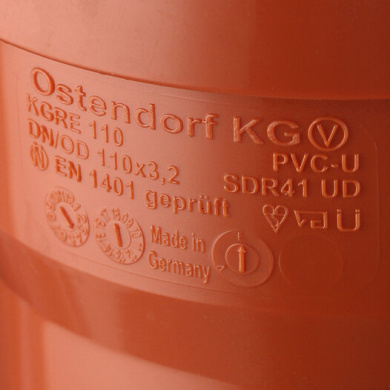 Ostendorf KG V
KGRE 110 PVC-U
DN/OD 110x3,2 SDR41 UD
N EN 1401 geprüft
Made in
Germany